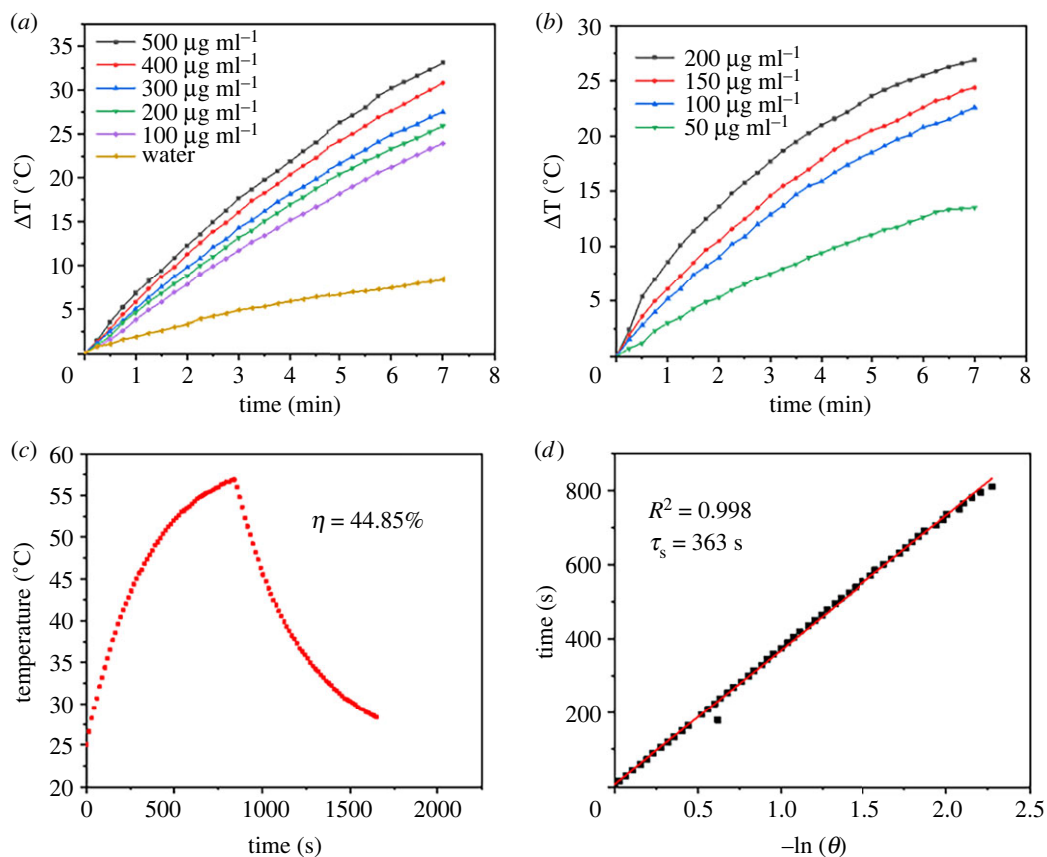 (a)
35
30
25
20
15
10
5
0
ΔT (°C)
500 µg ml⁻¹
400 µg ml⁻¹
300 µg ml⁻¹
200 µg ml⁻¹
100 µg ml⁻¹
water
1 2 3 4 5 6 7 8
time (min)
(b)
30
25
20
15
10
5
0
ΔT (°C)
200 µg ml⁻¹
150 µg ml⁻¹
100 µg ml⁻¹
50 µg ml⁻¹
1 2 3 4 5 6 7 8
time (min)
(c)
60
55
50
45
40
35
30
25
20
temperature (°C)
η = 44.85%
0 500 1000 1500 2000
time (s)
(d)
800
600
400
200
0
time (s)
R² = 0.998
τₛ = 363 s
0.5 1.0 1.5 2.0 2.5
–ln (θ)